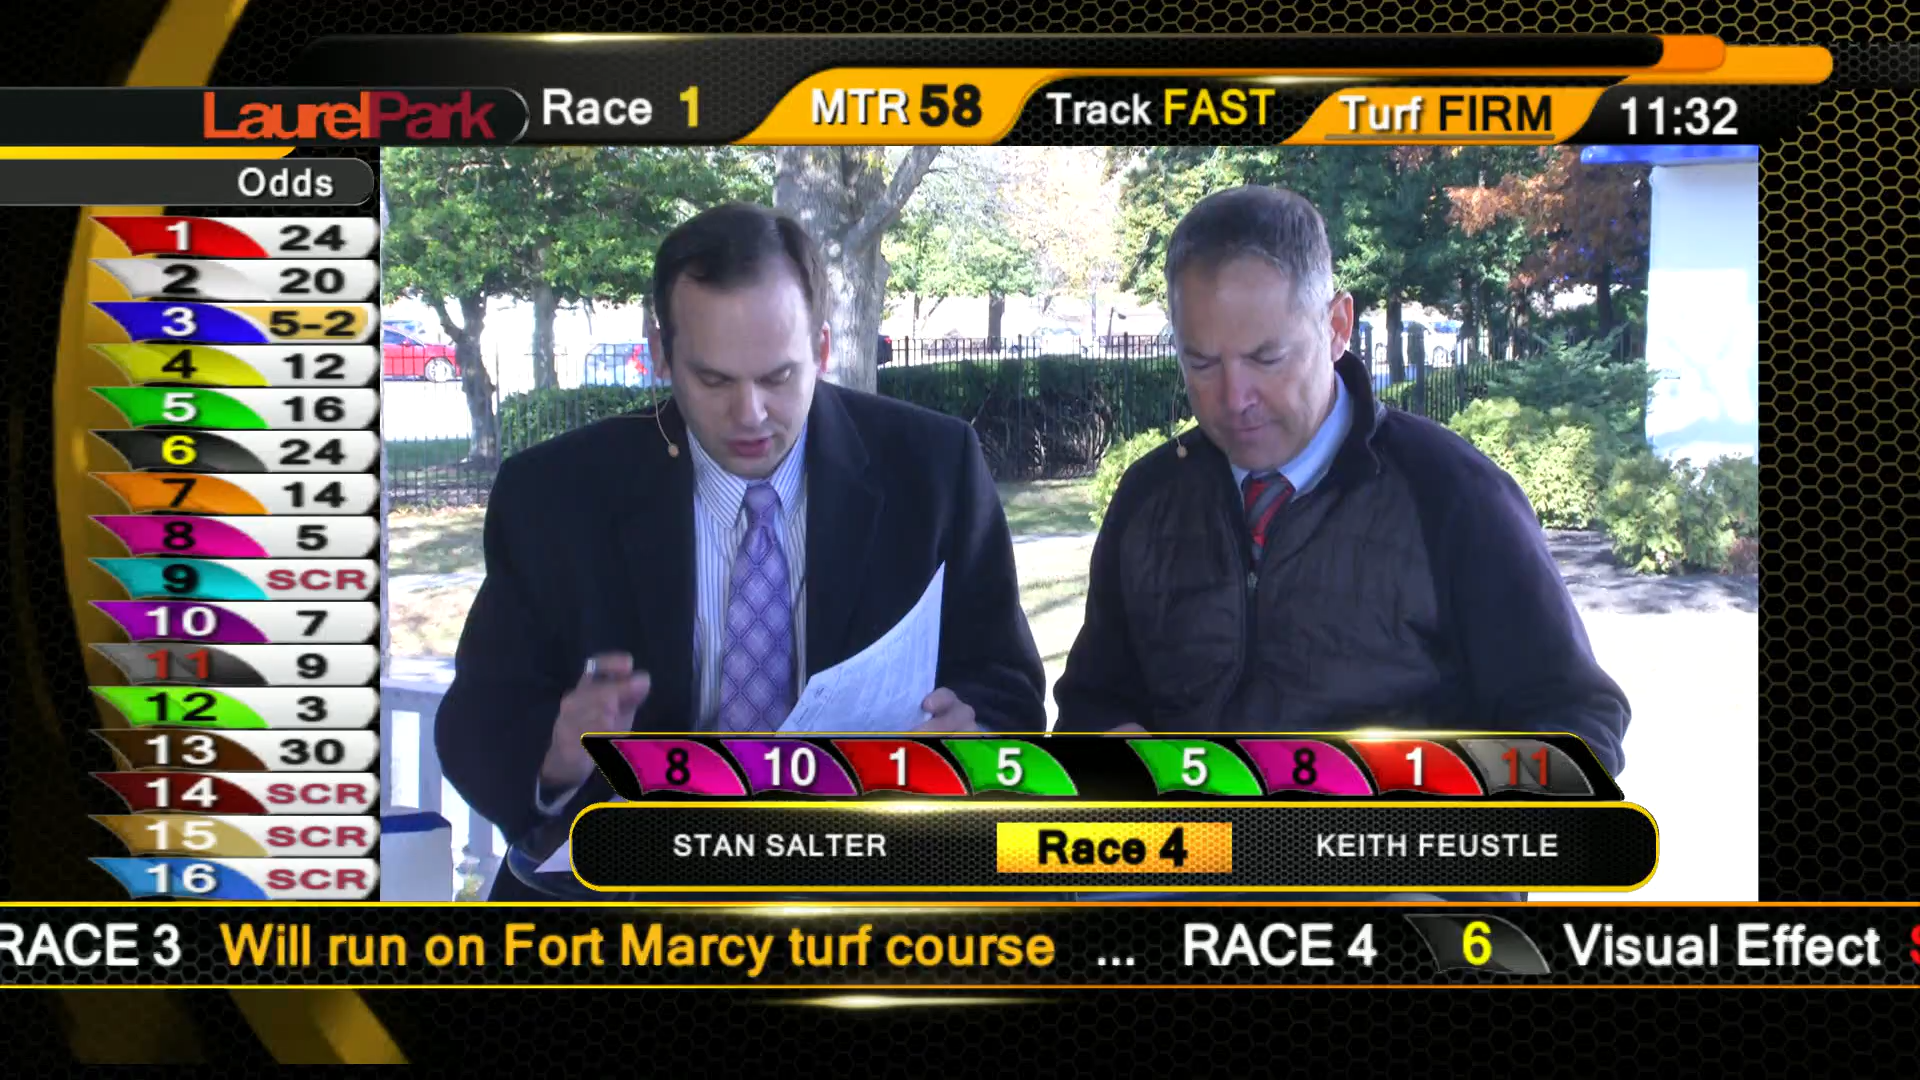 LaurelPark
Race 1
MTR 58
Track FAST
Turf FIRM
11:32
Odds
1 24
2 20
3 5-2
4 12
5 16
6 24
7 14
8 5
9 SCR
10 7
11 9
12 3
13 30
14 SCR
15 SCR
16 SCR
8 10 1 5
5 8 1 11
STAN SALTER
Race 4
KEITH FEUSTLE
RACE 3 Will run on Fort Marcy turf course ... RACE 4 6 Visual Effect